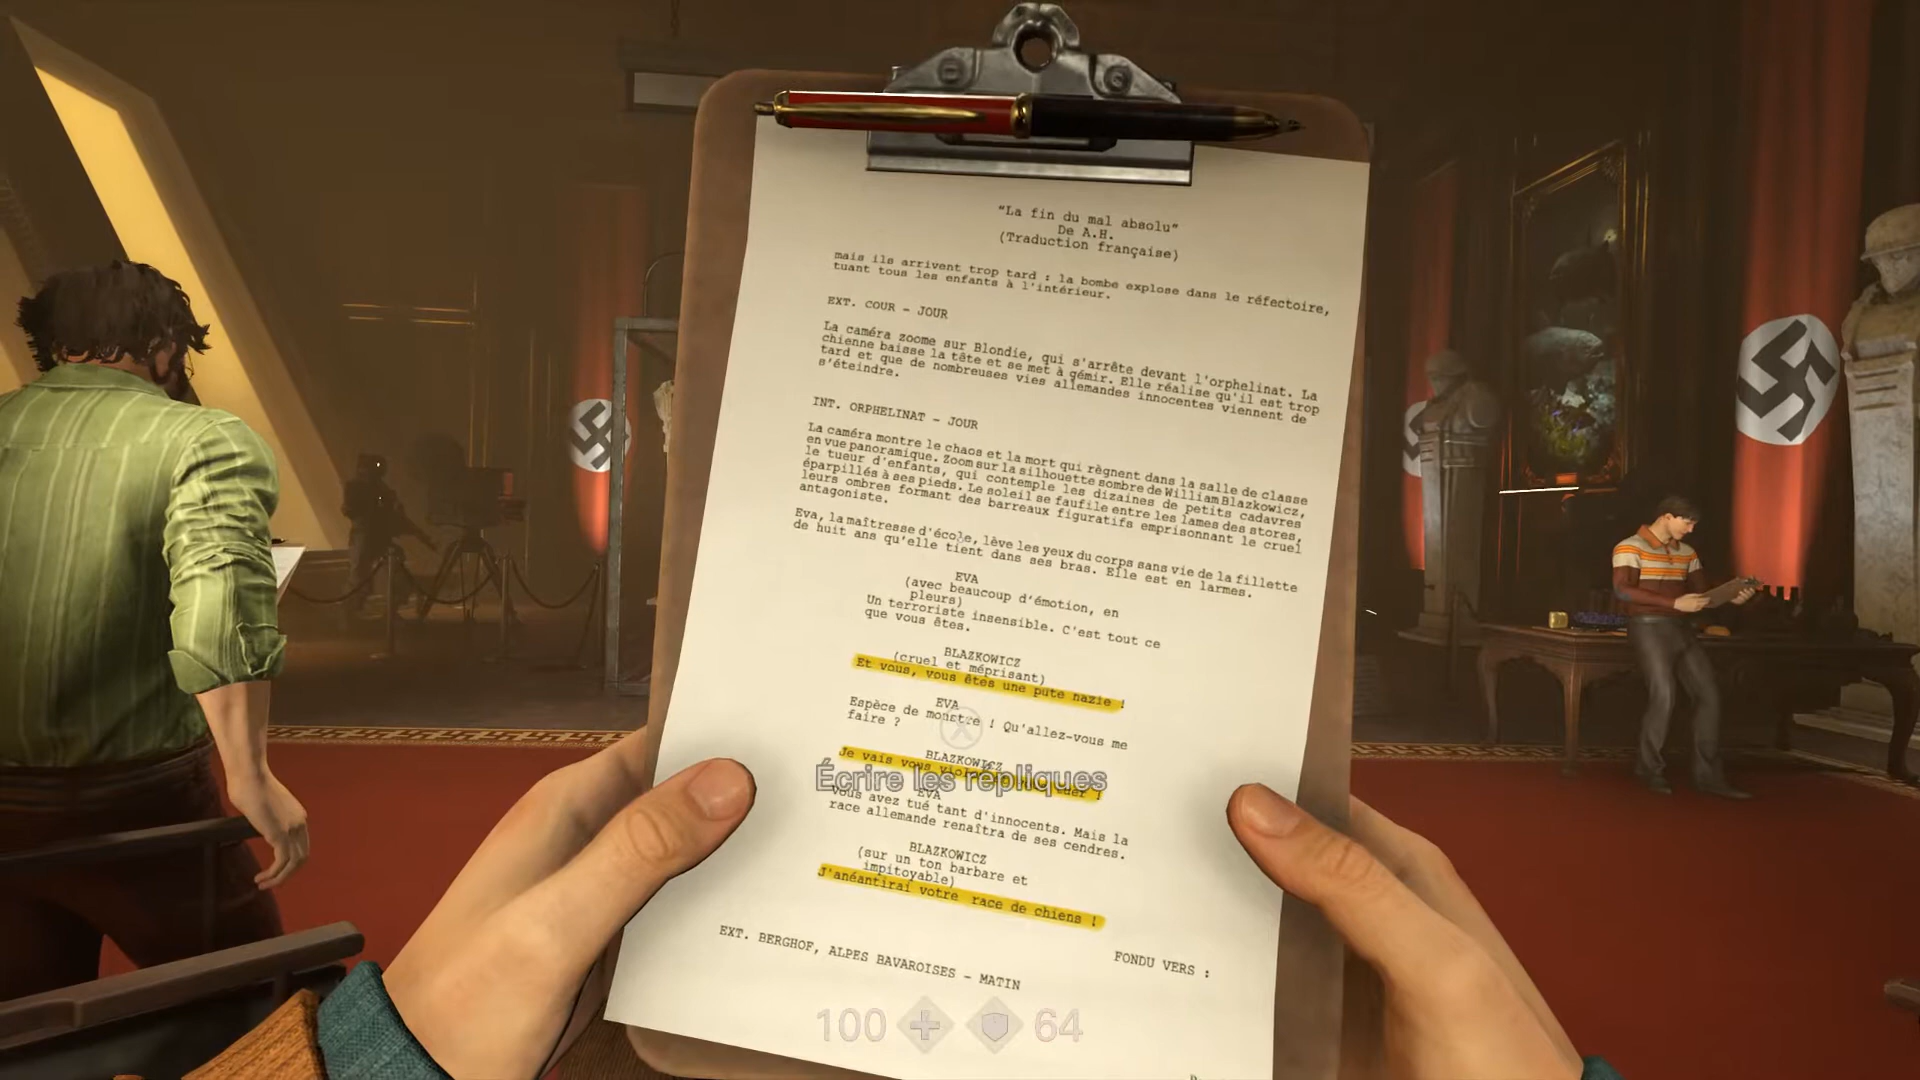 "La fin du mal absolu"
De A.H.
(Traduction française)
mais ils arrivent trop tard : la bombe explose dans le réfectoire,
tuant tous les enfants à l'intérieur.
EXT. COUR - JOUR
La caméra zoome sur Blondie, qui s'arrête devant l'orphelinat. La
chienne baisse la tête et se met à gémir. Elle réalise qu'il est trop
tard et que de nombreuses vies allemandes innocentes viennent de
s'éteindre.
INT. ORPHELINAT - JOUR
La caméra montre le chaos et la mort qui règnent dans la salle de classe
en vue panoramique. Zoom sur la silhouette sombre de William Blazkowicz,
le tueur d'enfants, qui contemple les dizaines de petits cadavres
éparpillés à ses pieds. Le soleil se faufile entre les lames des stores,
leurs ombres formant des barreaux figuratifs emprisonnant le cruel
antagoniste.
Eva, la maîtresse d'école, lève les yeux du corps sans vie de la fillette
de huit ans qu'elle tient dans ses bras. Elle est en larmes.
EVA
(avec beaucoup d'émotion, en
pleurs)
Un terroriste insensible. C'est tout ce
que vous êtes.
BLAZKOWICZ
(cruel et méprisant)
Et vous, vous êtes une pute nazie !
EVA
Espèce de monstre ! Qu'allez-vous me
faire ?
BLAZKOWICZ
Je vais vous tuer !
Écrire les répliques
EVA
Vous avez tué tant d'innocents. Mais la
race allemande renaîtra de ses cendres.
BLAZKOWICZ
(sur un ton barbare et
impitoyable)
J'anéantirai votre race de chiens !
FONDU VERS :
EXT. BERGHOF, ALPES BAVAROISES - MATIN
100 64